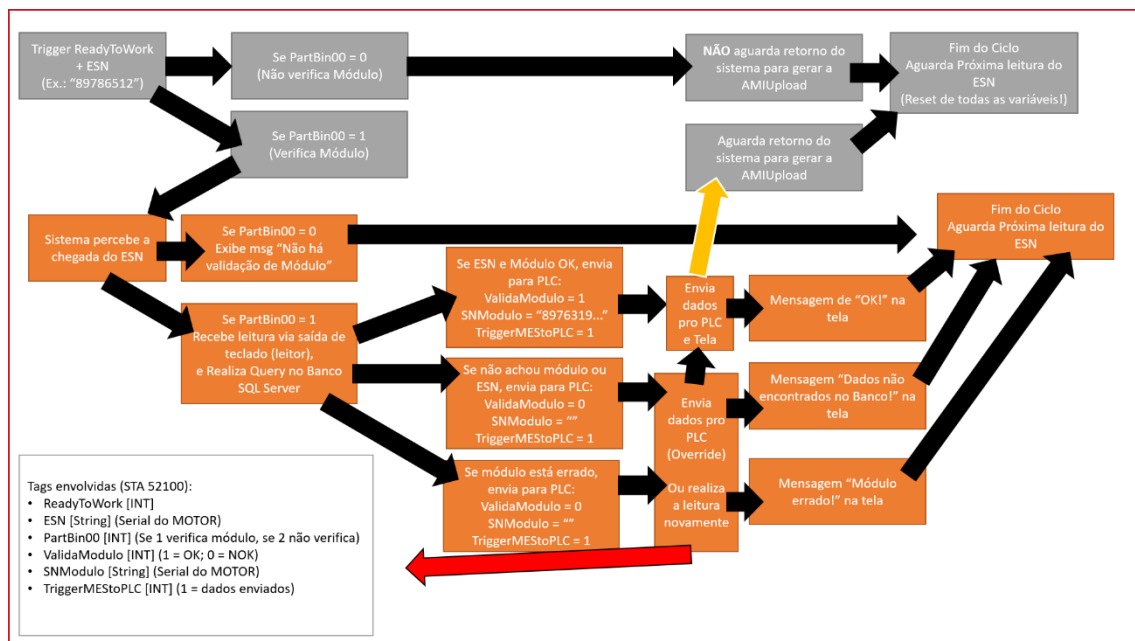 Trigger ReadyToWork
+ ESN
(Ex.: “89786512”)
Se PartBin00 = 0
(Não verifica Módulo)
NÃO aguarda retorno do
sistema para gerar a
AMIUpload
Fim do Ciclo
Aguarda Próxima leitura do
ESN
(Reset de todas as variáveis!)
Se PartBin00 = 1
(Verifica Módulo)
Aguarda retorno do
sistema para gerar a
AMIUpload
Sistema percebe a
chegada do ESN
Se PartBin00 = 0
Exibe msg “Não há
validação de Módulo”
Fim do Ciclo
Aguarda Próxima leitura do
ESN
Se PartBin00 = 1
Recebe leitura via saída de
teclado (leitor),
e Realiza Query no Banco
SQL Server
Se ESN e Módulo OK, envia
para PLC:
ValidaModulo = 1
SNModulo = “8976319...”
TriggerMEStoPLC = 1
Envia
dados
pro PLC
e Tela
Mensagem de “OK!” na
tela
Se não achou módulo ou
ESN, envia para PLC:
ValidaModulo = 0
SNModulo = “”
TriggerMEStoPLC = 1
Envia
dados pro
PLC
(Override)
Ou realiza
a leitura
novamente
Mensagem “Dados não
encontrados no Banco!” na
tela
Se módulo está errado,
envia para PLC:
ValidaModulo = 0
SNModulo = “”
TriggerMEStoPLC = 1
Mensagem “Módulo
errado!” na tela
Tags envolvidas (STA 52100):
• ReadyToWork [INT]
• ESN [String] (Serial do MOTOR)
• PartBin00 [INT] (Se 1 verifica módulo, se 2 não verifica)
• ValidaModulo [INT] (1 = OK; 0 = NOK)
• SNModulo [String] (Serial do MOTOR)
• TriggerMEStoPLC [INT] (1 = dados enviados)